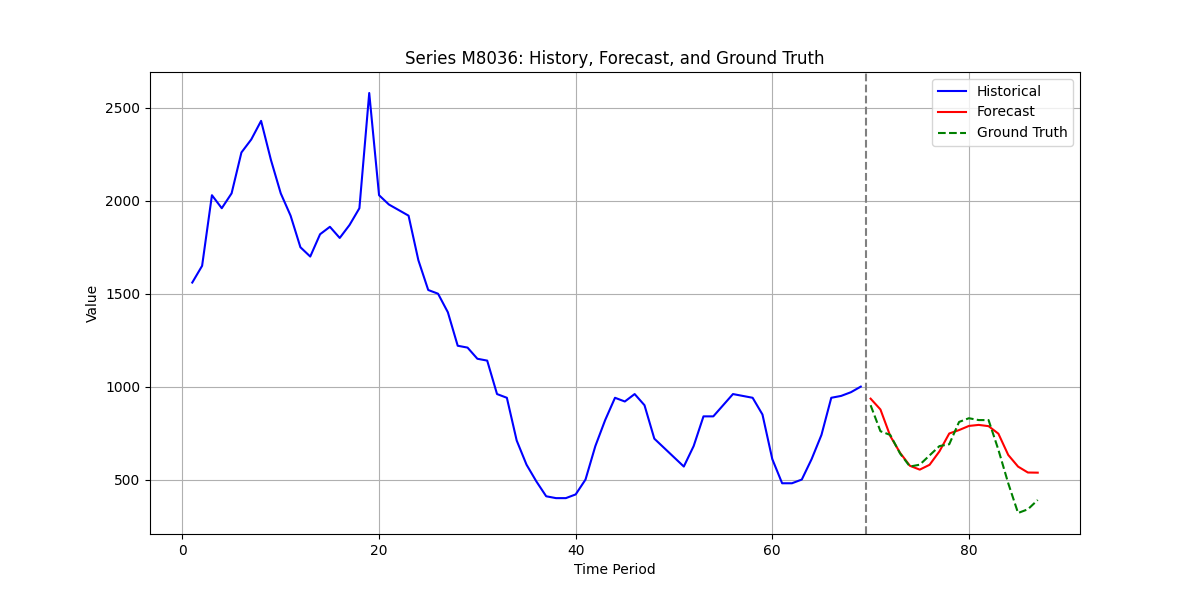 Series M8036: History, Forecast, and Ground Truth
Historical
Forecast
Ground Truth
Value
2500
2000
1500
1000
500
0 20 40 60 80
Time Period